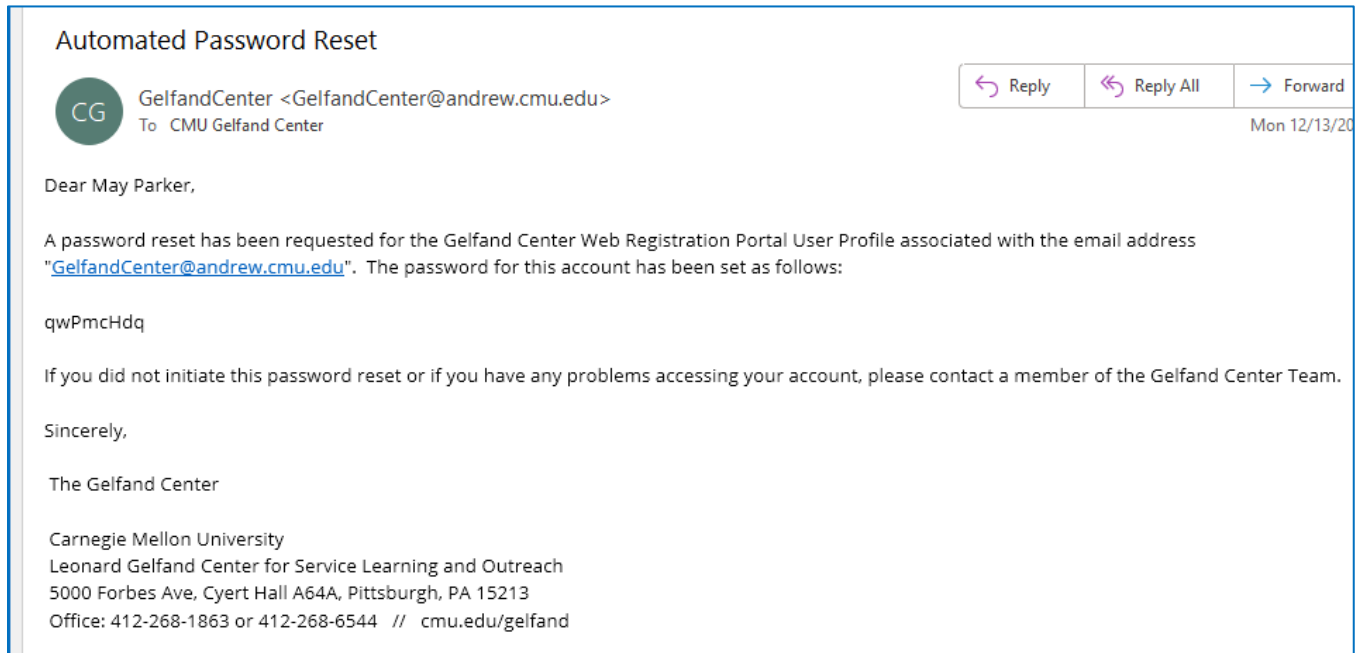 Automated Password Reset
CG
GelfandCenter <GelfandCenter@andrew.cmu.edu>
To CMU Gelfand Center
Reply
Reply All
Forward
Mon 12/13/20
Dear May Parker,
A password reset has been requested for the Gelfand Center Web Registration Portal User Profile associated with the email address
"GelfandCenter@andrew.cmu.edu". The password for this account has been set as follows:
qwPmcHdq
If you did not initiate this password reset or if you have any problems accessing your account, please contact a member of the Gelfand Center Team.
Sincerely,
The Gelfand Center
Carnegie Mellon University
Leonard Gelfand Center for Service Learning and Outreach
5000 Forbes Ave, Cyert Hall A64A, Pittsburgh, PA 15213
Office: 412-268-1863 or 412-268-6544 // cmu.edu/gelfand